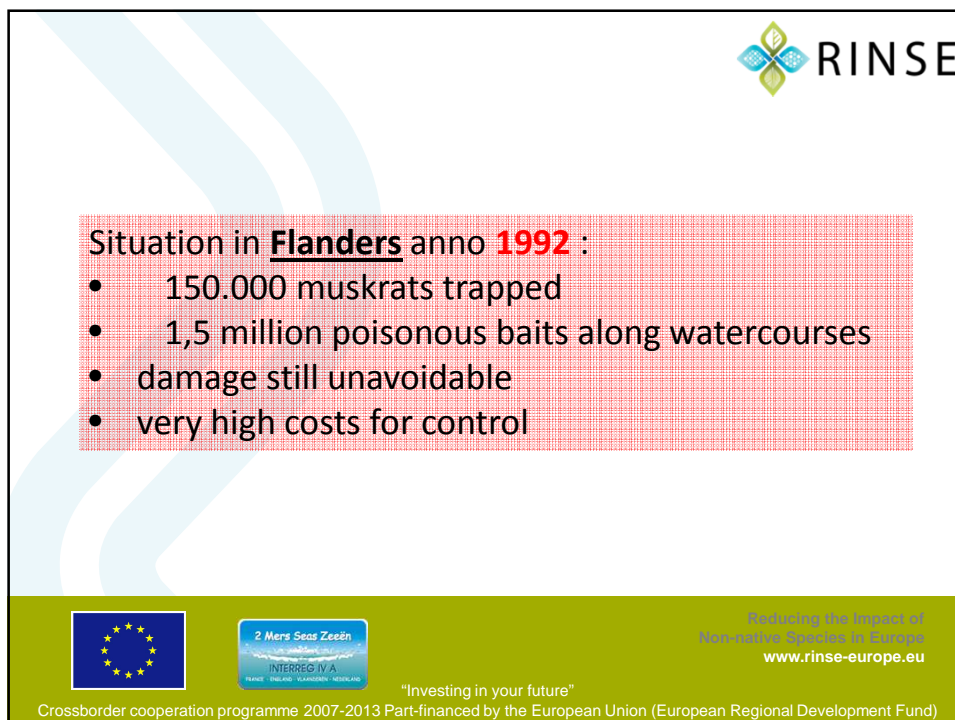 RINSE
Situation in Flanders anno 1992 :
• 150.000 muskrats trapped
• 1,5 million poisonous baits along watercourses
• damage still unavoidable
• very high costs for control
2 Mers Seas Zeeën
INTERREG IV A
FRANCE - ENGLAND - VLAANDEREN - NEDERLAND
Reducing the Impact of
Non-native Species in Europe
www.rinse-europe.eu
“Investing in your future”
Crossborder cooperation programme 2007-2013 Part-financed by the European Union (European Regional Development Fund)